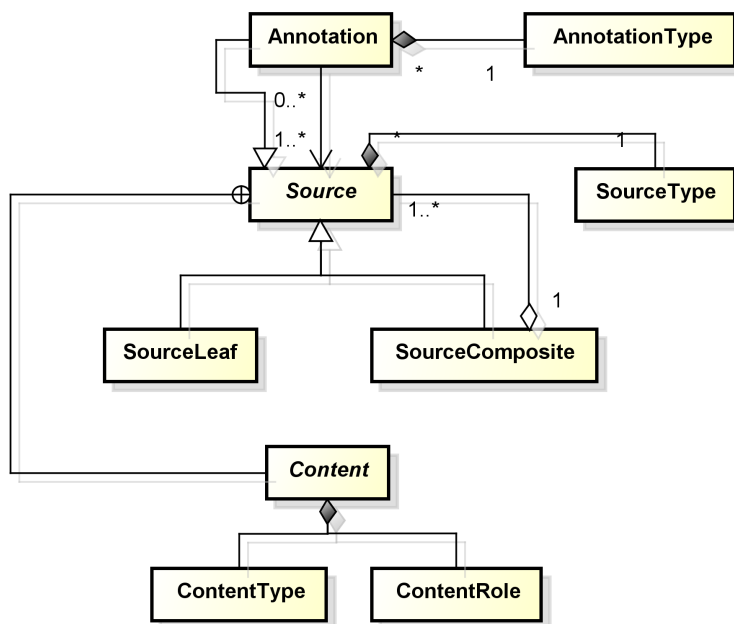 Annotation
AnnotationType
*
1
0..*
1..*
*
1
Source
SourceType
1..*
1
SourceLeaf
SourceComposite
Content
ContentType
ContentRole